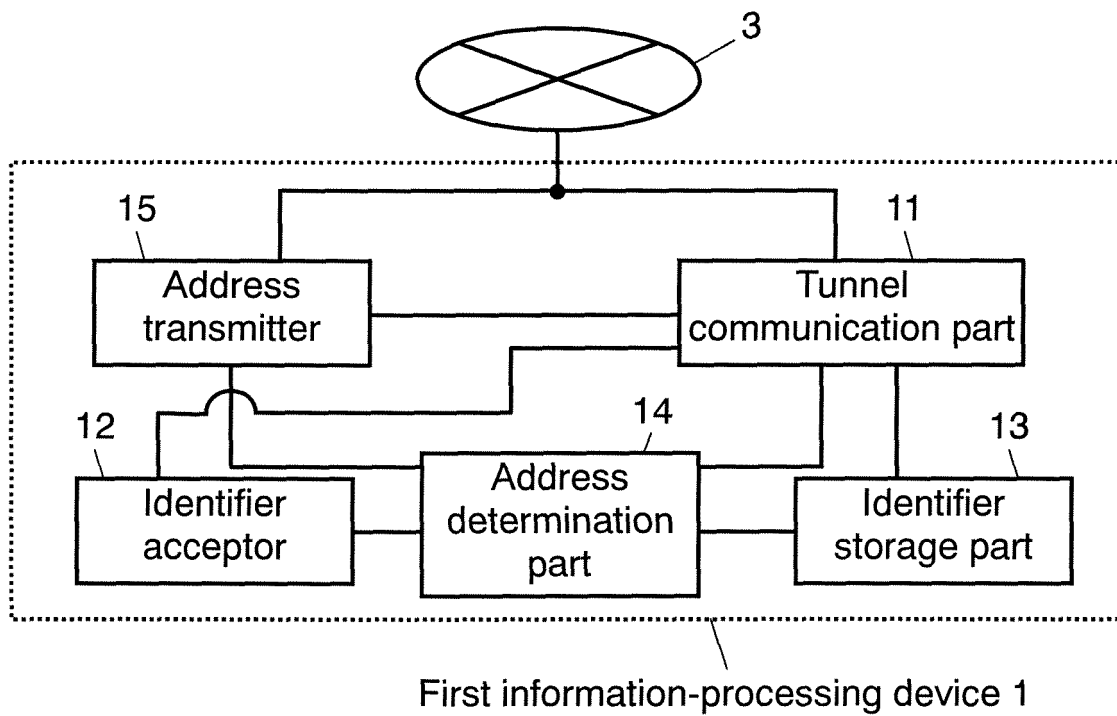 3
15
11
Address
transmitter
Tunnel
communication part
12
14
13
Identifier
acceptor
Address
determination
part
Identifier
storage part
First information-processing device 1